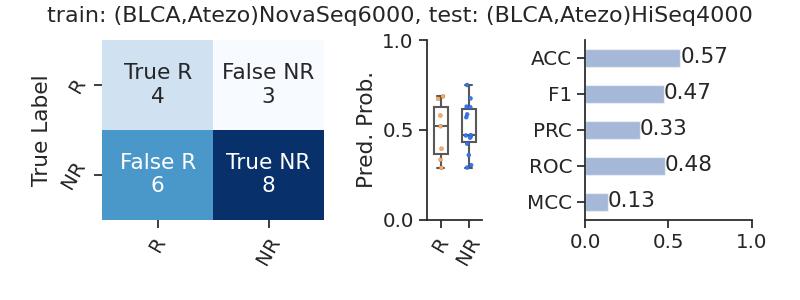 train: (BLCA,Atezo)NovaSeq6000, test: (BLCA,Atezo)HiSeq4000
True Label
R
NR
True R
4
False NR
3
False R
6
True NR
8
R
NR
Pred. Prob.
1.0
0.5
0.0
R
NR
ACC
0.57
F1
0.47
PRC
0.33
ROC
0.48
MCC
0.13
0.0
0.5
1.0